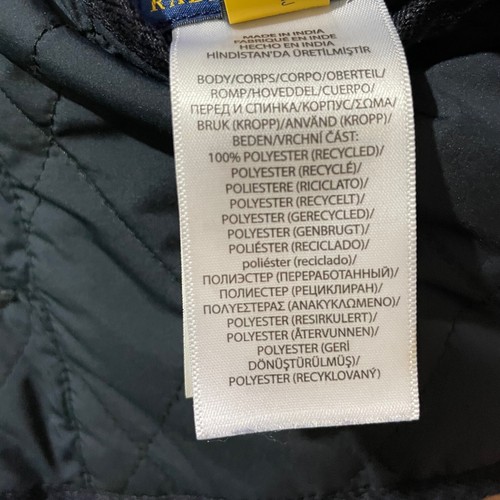 MADE IN INDIA
FABRIQUÉ EN INDE
HECHO EN INDIA
HİNDİSTAN'DA ÜRETİLMİŞTİR
BODY/CORPS/CORPO/OBERTEIL/
ROMP/HOVEDDEL/CUERPO/
ПЕРЕД И СПИНКА/КОРПУС/ΣΩΜΑ/
BRUK (KROPP)/ANVÄND (KROPP)/
BEDEN/VRCHNÍ ČÁST:
100% POLYESTER (RECYCLED)/
POLYESTER (RECYCLÉ)/
POLIESTERE (RICICLATO)/
POLYESTER (RECYCELT)/
POLYESTER (GERECYCLED)/
POLYESTER (GENBRUGT)/
POLIÉSTER (RECICLADO)/
poliéster (reciclado)/
ПОЛИЭСТЕР (ПЕРЕРАБОТАННЫЙ)/
ПОЛИЕСТЕР (РЕЦИКЛИРАН)/
ΠΟΛΥΕΣΤΕΡΑΣ (ΑΝΑΚΥΚΛΩΜΕΝΟ)/
POLYESTER (RESIRKULERT)/
POLYESTER (ÅTERVUNNEN)/
POLYESTER (GERİ
DÖNÜŞTÜRÜLMÜŞ)/
POLYESTER (RECYKLOVANÝ)